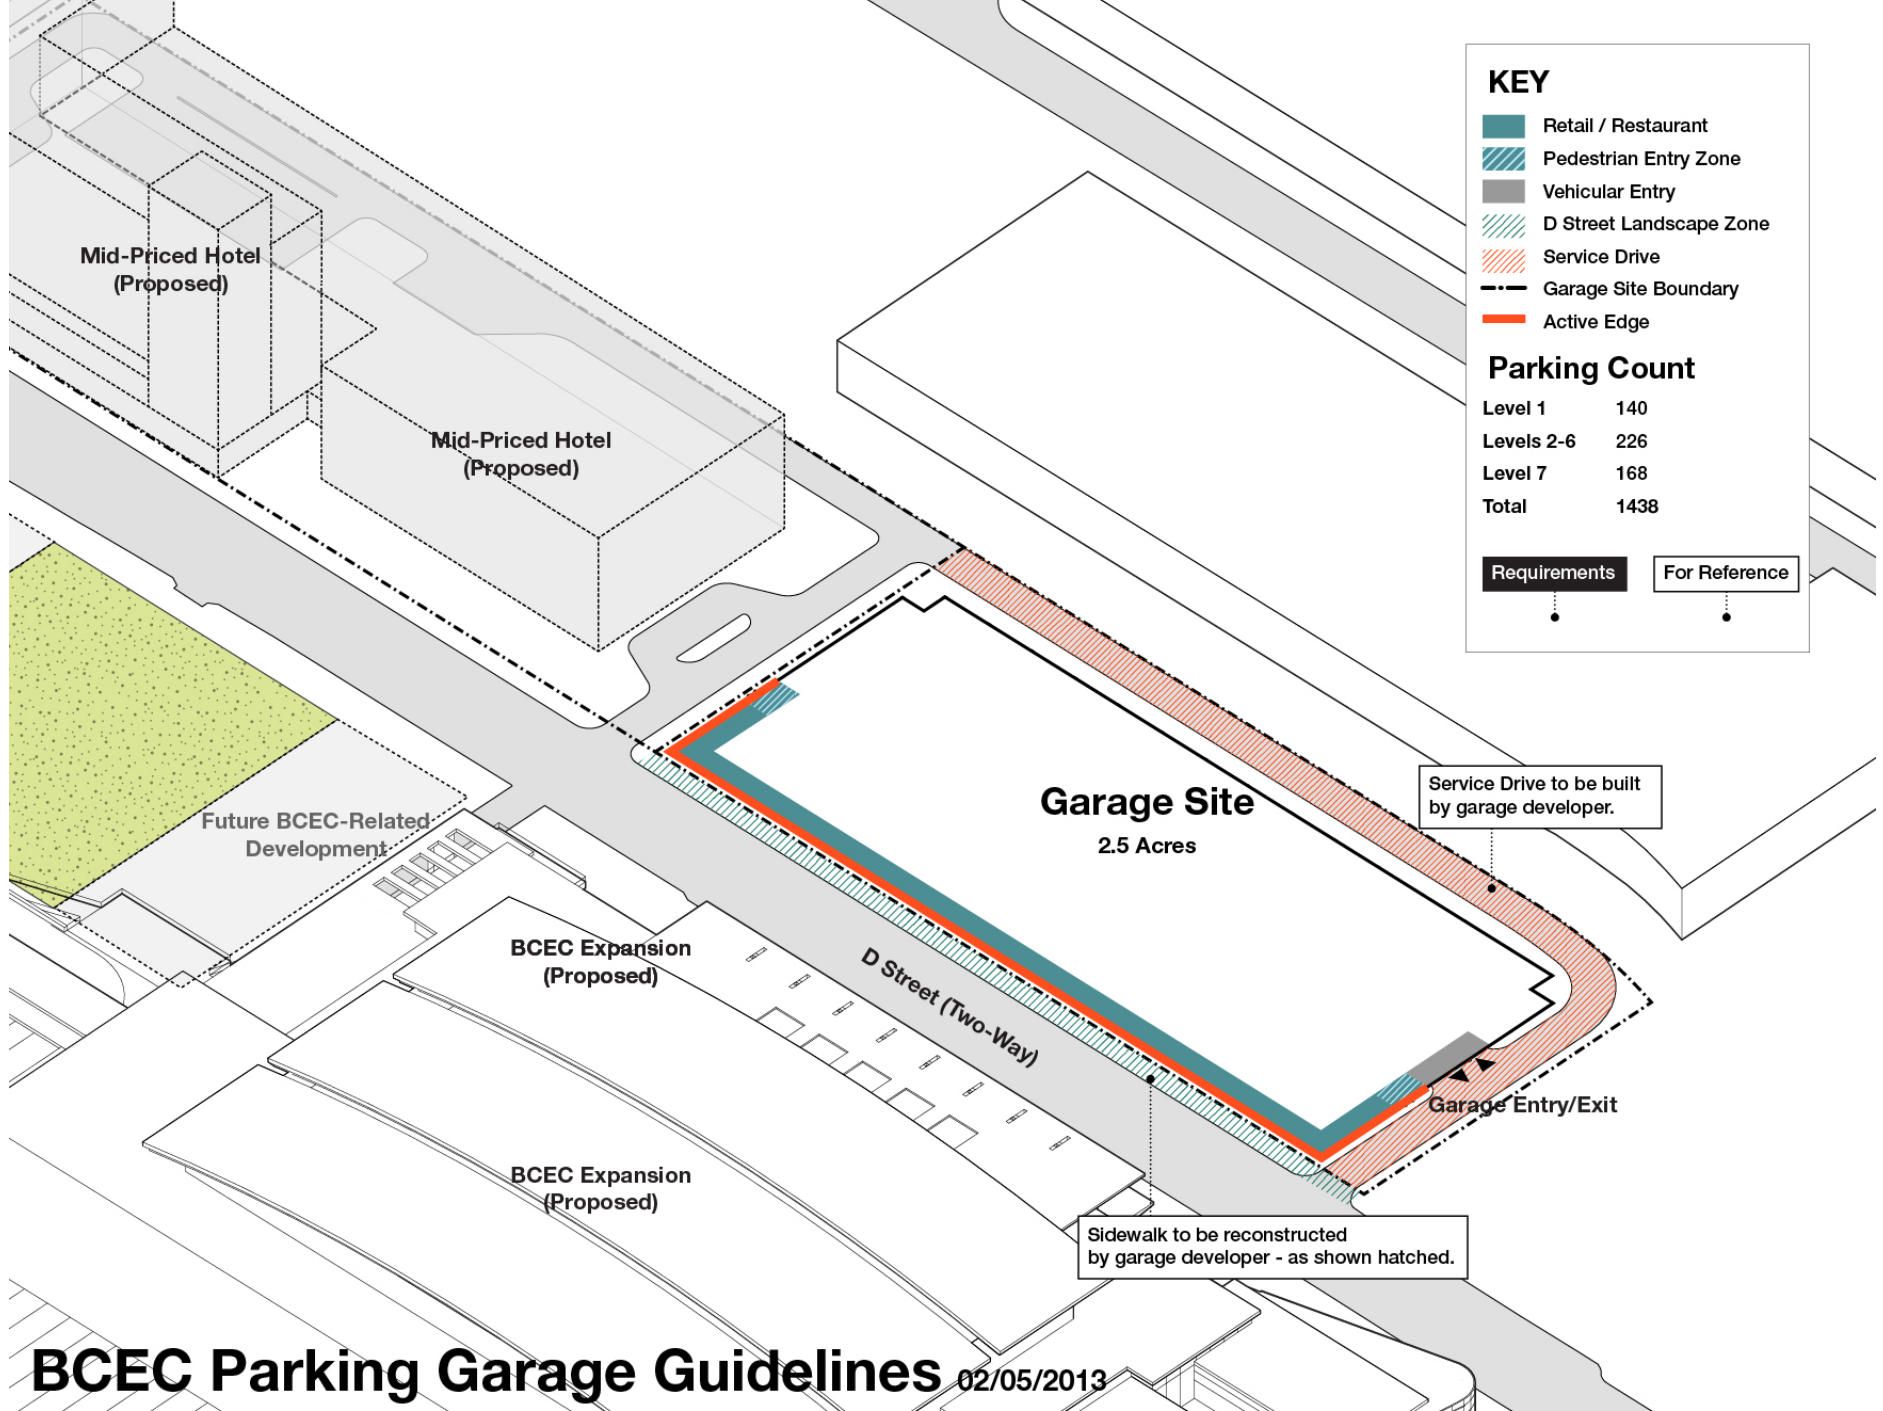 KEY
Retail / Restaurant
Pedestrian Entry Zone
Vehicular Entry
D Street Landscape Zone
Service Drive
Garage Site Boundary
Active Edge
Parking Count
Level 1 140
Levels 2-6 226
Level 7 168
Total 1438
Requirements For Reference
Mid-Priced Hotel
(Proposed)
Mid-Priced Hotel
(Proposed)
Garage Site
2.5 Acres
Service Drive to be built
by garage developer.
Future BCEC-Related
Development
BCEC Expansion
(Proposed)
D Street (Two-Way)
Garage Entry/Exit
BCEC Expansion
(Proposed)
Sidewalk to be reconstructed
by garage developer - as shown hatched.
BCEC Parking Garage Guidelines 02/05/2013